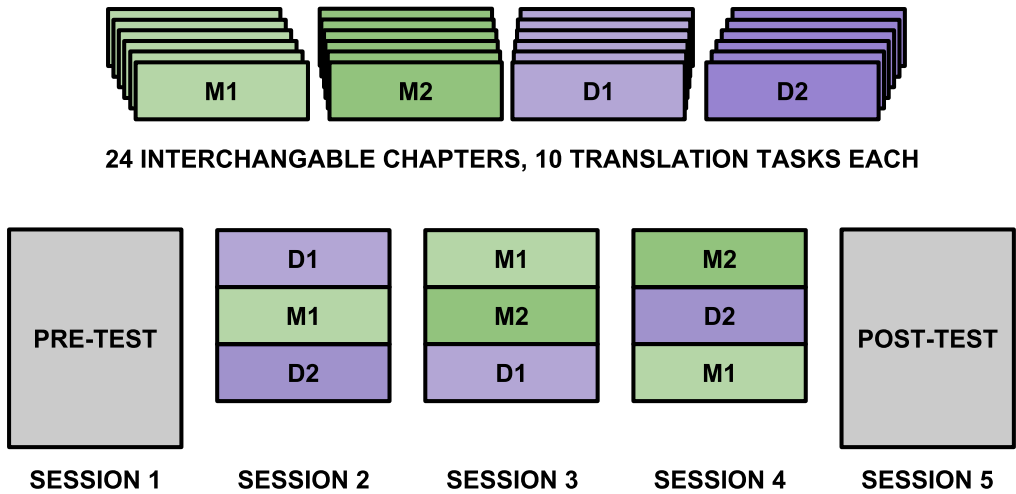 M1 M2 D1 D2
24 INTERCHANGABLE CHAPTERS, 10 TRANSLATION TASKS EACH
D1 M1 M2
M1 M2 D2
PRE-TEST POST-TEST
D2 D1 M1
SESSION 1 SESSION 2 SESSION 3 SESSION 4 SESSION 5